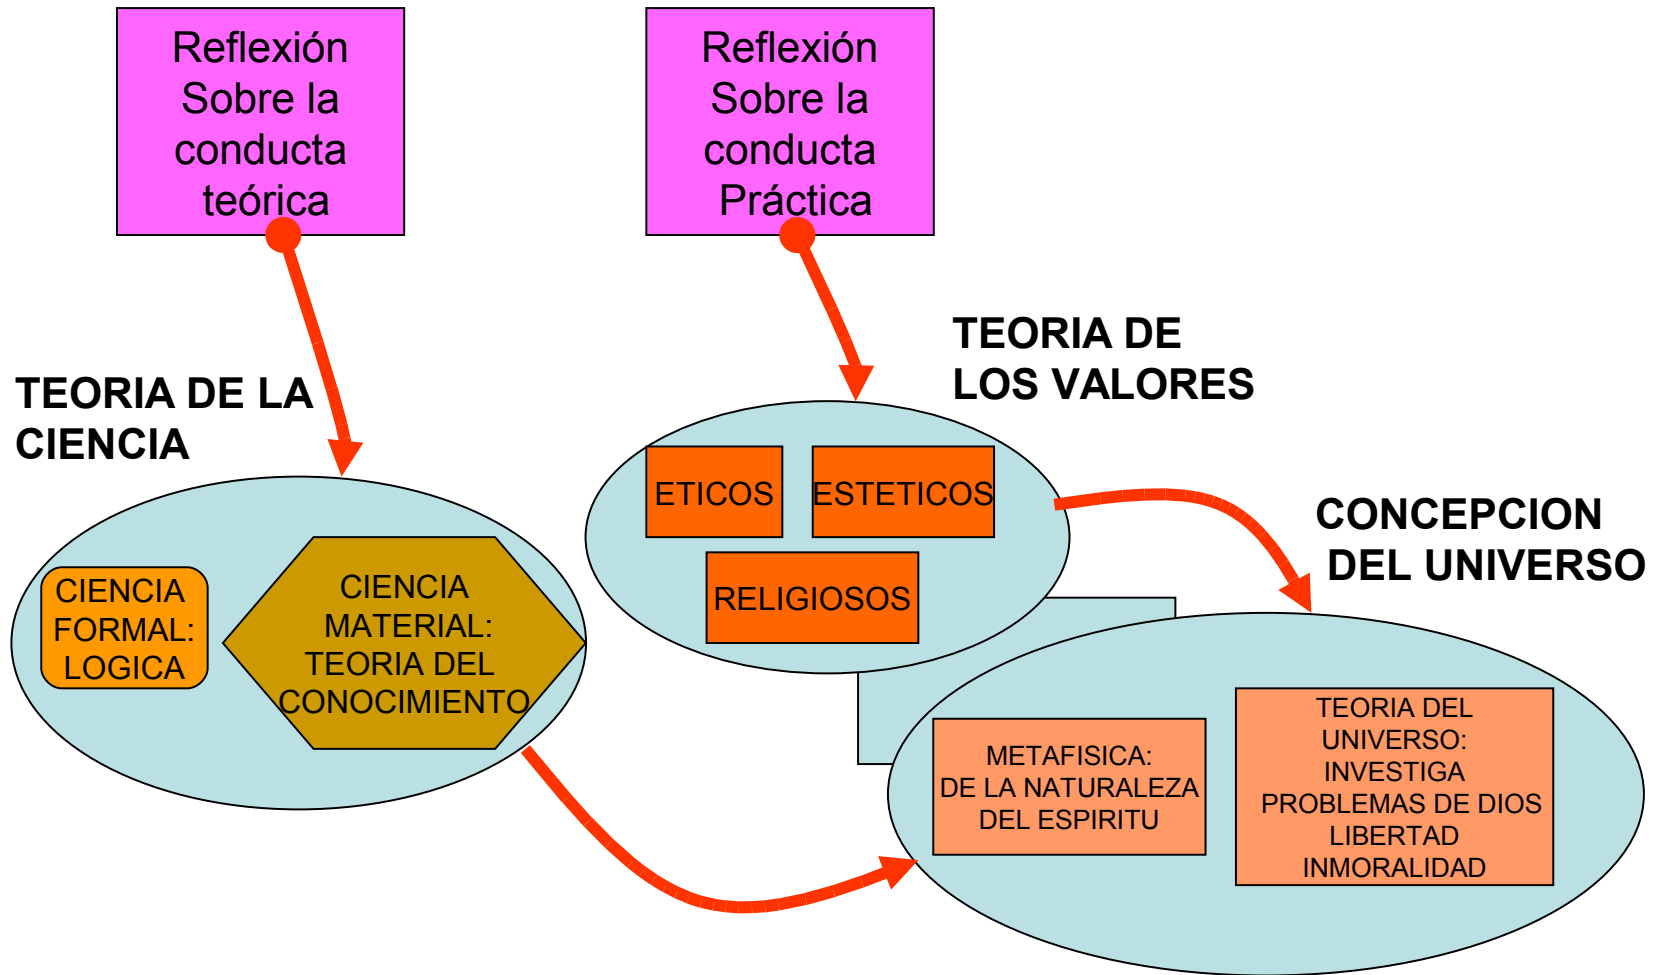 Reflexión
Sobre la
conducta
teórica
Reflexión
Sobre la
conducta
Práctica
TEORIA DE LA
CIENCIA
TEORIA DE
LOS VALORES
CIENCIA
FORMAL:
LOGICA
CIENCIA
MATERIAL:
TEORIA DEL
CONOCIMIENTO
ETICOS
ESTETICOS
RELIGIOSOS
CONCEPCION
DEL UNIVERSO
METAFISICA:
DE LA NATURALEZA
DEL ESPIRITU
TEORIA DEL
UNIVERSO:
INVESTIGA
PROBLEMAS DE DIOS
LIBERTAD
INMORALIDAD